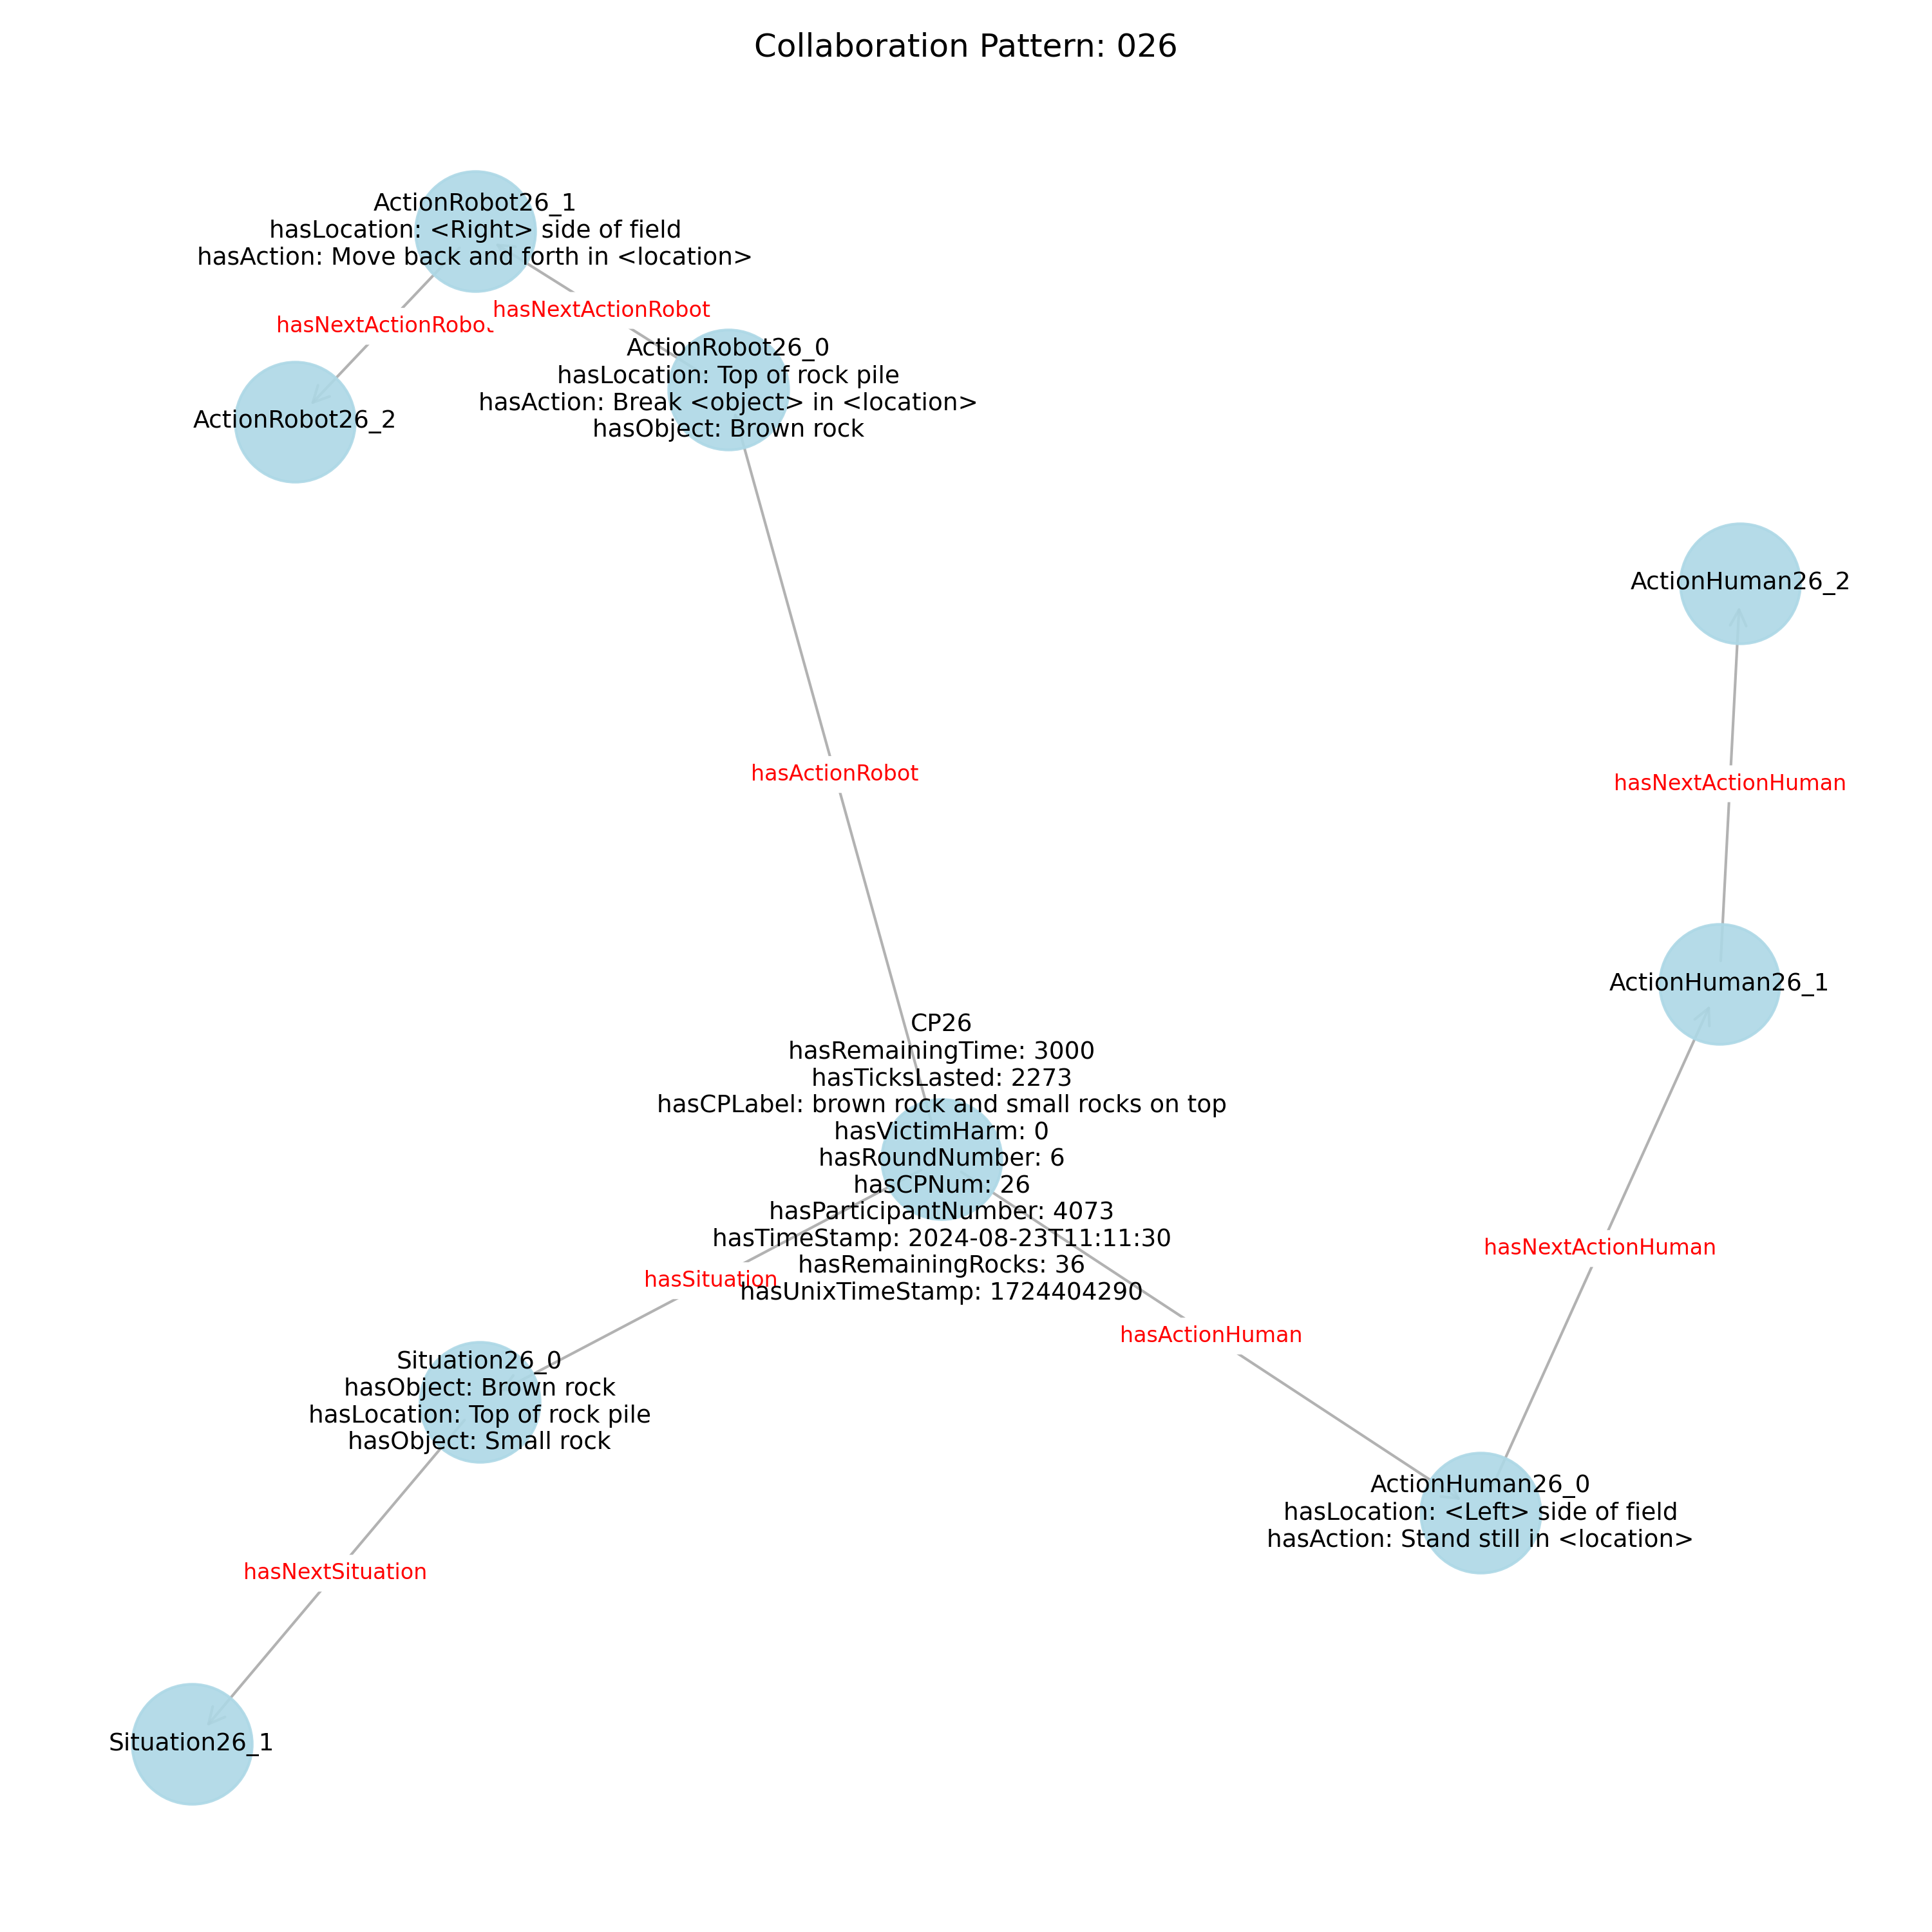 Collaboration Pattern: 026
ActionRobot26_1
hasLocation: <Right> side of field
hasAction: Move back and forth in <location>
hasNextActionRobot
hasNextActionRobot
ActionRobot26_0
hasLocation: Top of rock pile
hasAction: Break <object> in <location>
hasObject: Brown rock
ActionRobot26_2
ActionHuman26_2
hasActionRobot
hasNextActionHuman
ActionHuman26_1
CP26
hasRemainingTime: 3000
hasTicksLasted: 2273
hasCPLabel: brown rock and small rocks on top
hasVictimHarm: 0
hasRoundNumber: 6
hasCPNum: 26
hasParticipantNumber: 4073
hasTimeStamp: 2024-08-23T11:11:30
hasRemainingRocks: 36
hasUnixTimeStamp: 1724404290
hasNextActionHuman
hasSituation
hasActionHuman
Situation26_0
hasObject: Brown rock
hasLocation: Top of rock pile
hasObject: Small rock
ActionHuman26_0
hasLocation: <Left> side of field
hasAction: Stand still in <location>
hasNextSituation
Situation26_1